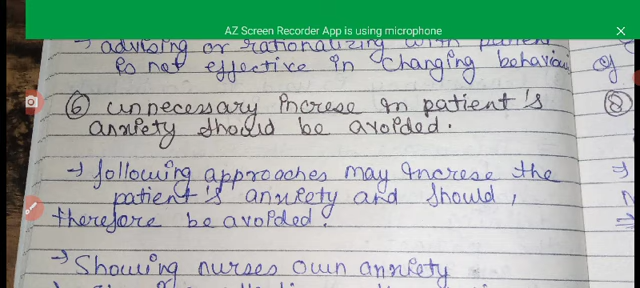 AZ Screen Recorder App is using microphone
→ advising or rationalizing with
is not effective in changing behaviour
of
⑥ unnecessary increse in patient's
⑧
anxiety should be avoided.
→ following approaches may increse the
patient's anxiety and should,
therefore be avoided.
→ Showing nurses own anxiety